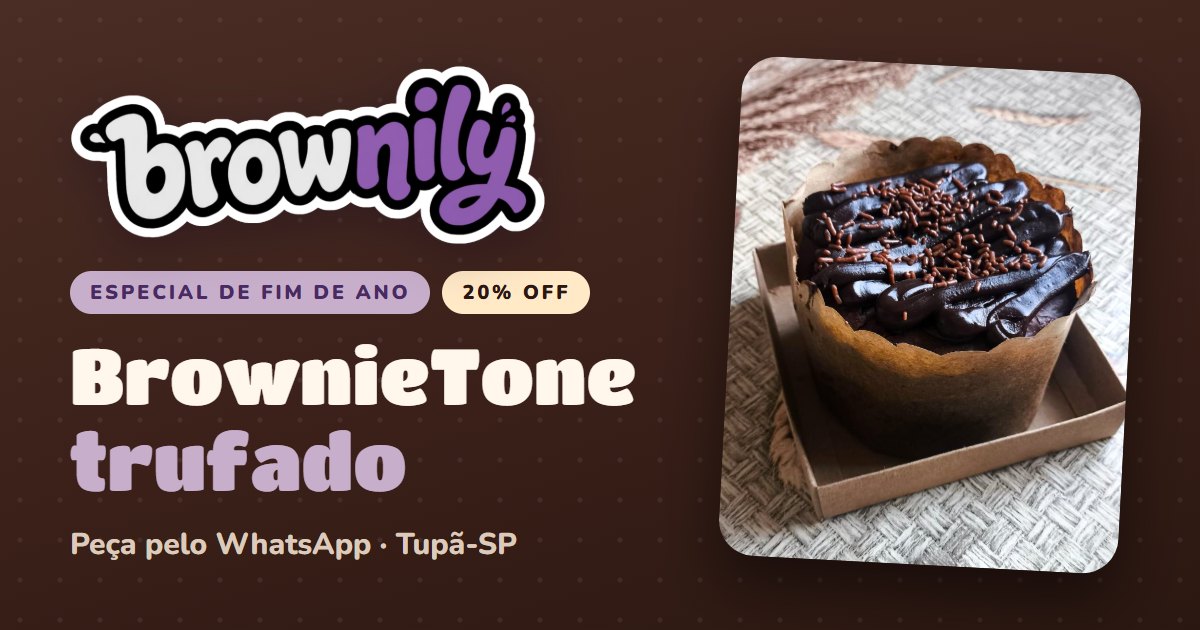 brownily
ESPECIAL DE FIM DE ANO
20% OFF
BrownieTone
trufado
Peça pelo WhatsApp · Tupã-SP